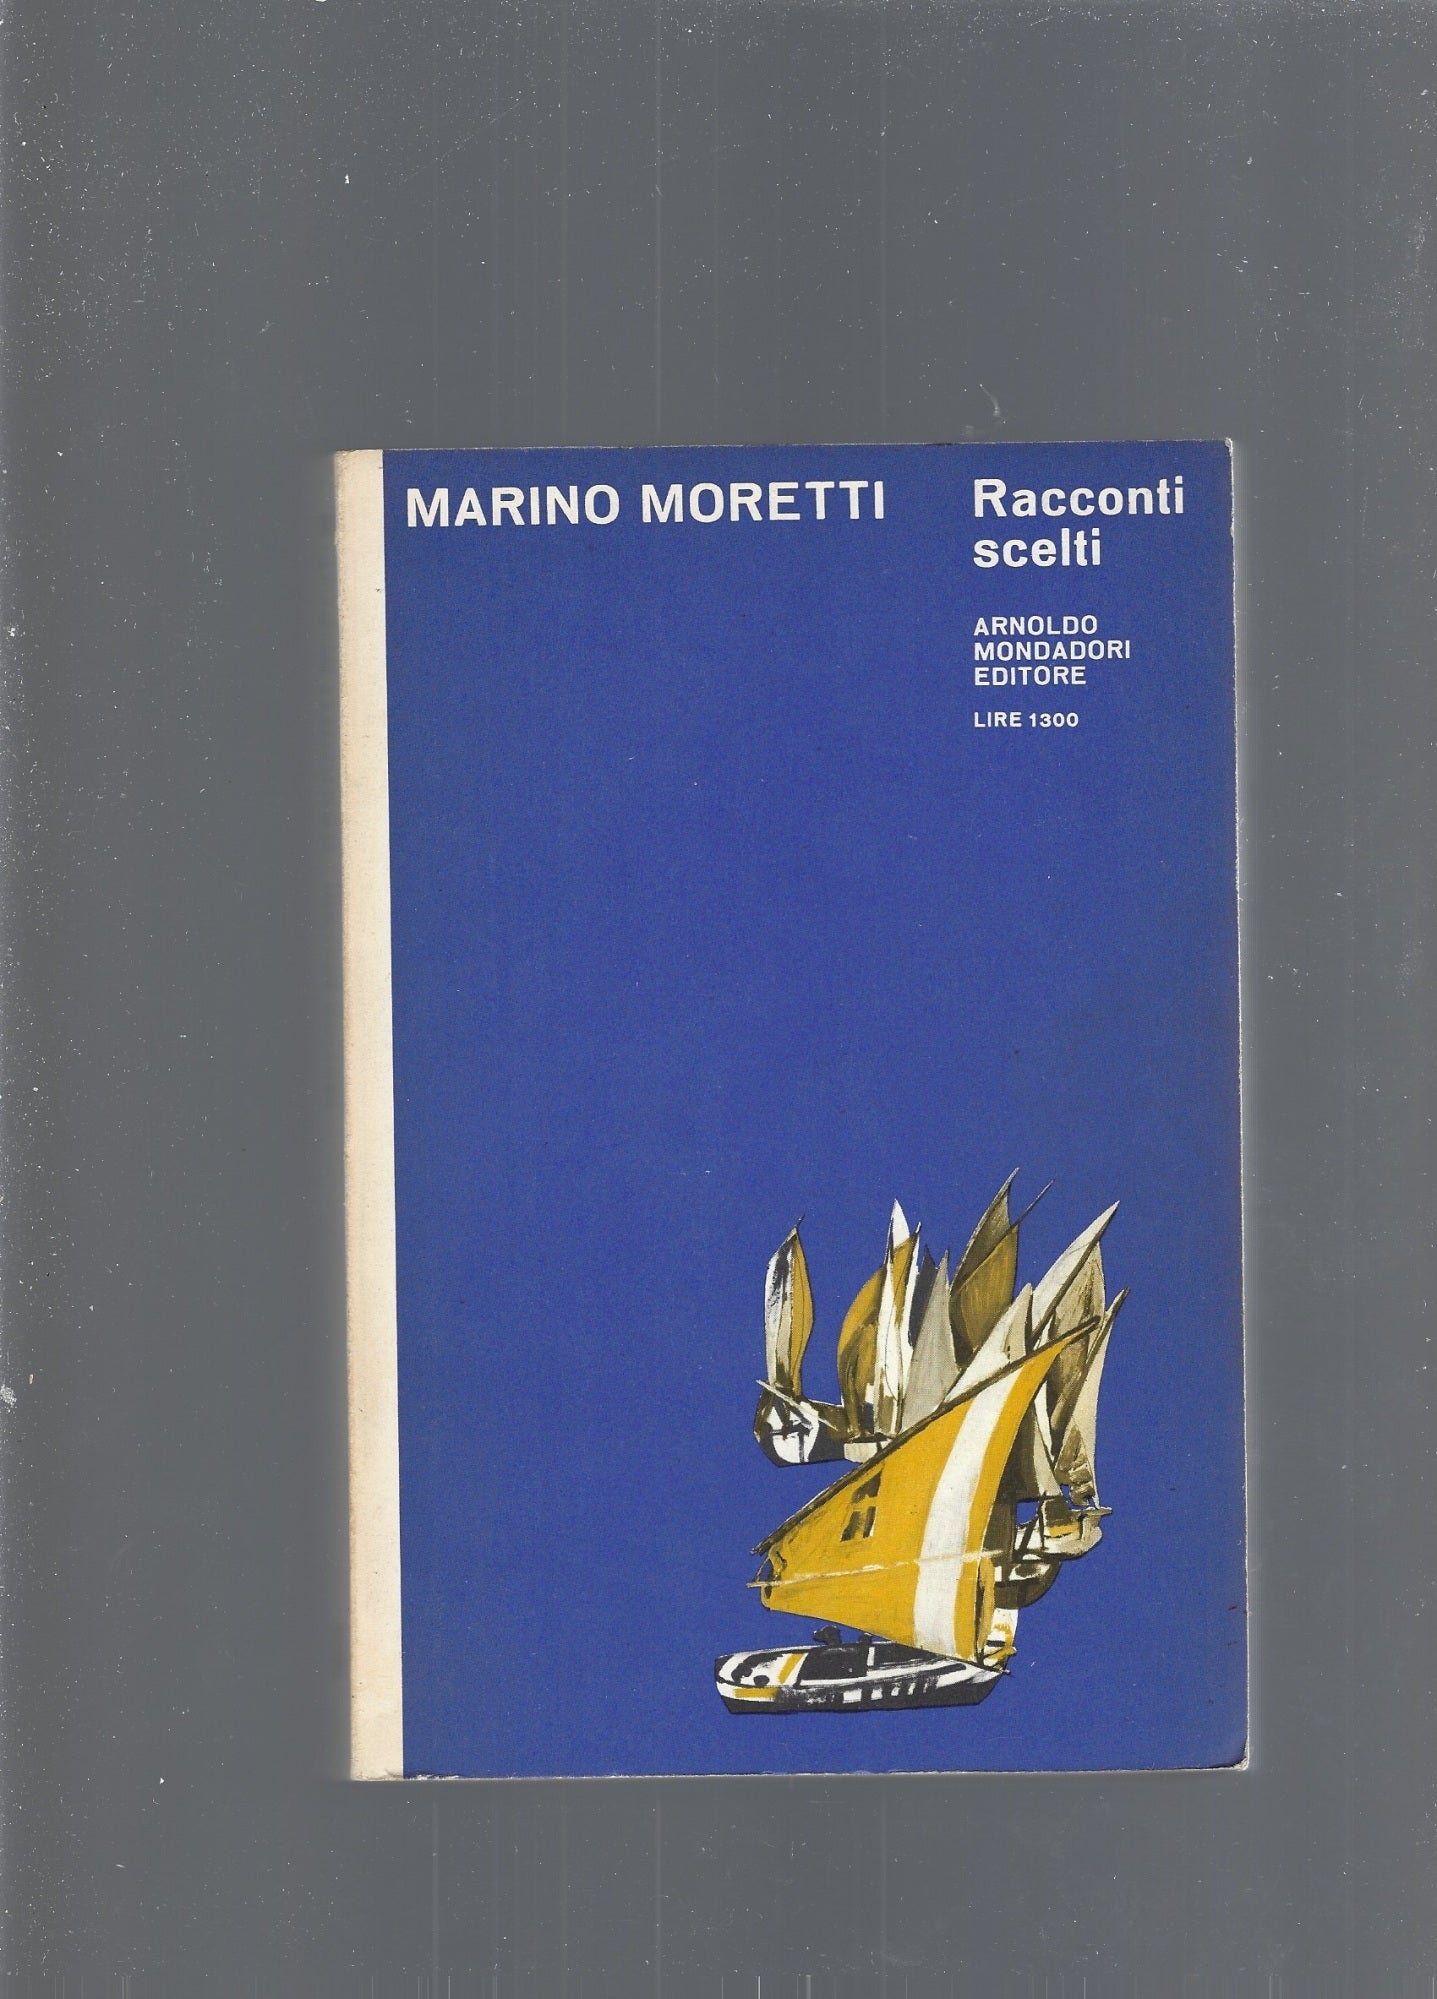 MARINO MORETTI
Racconti
scelti
ARNOLDO
MONDADORI
EDITORE
LIRE 1300